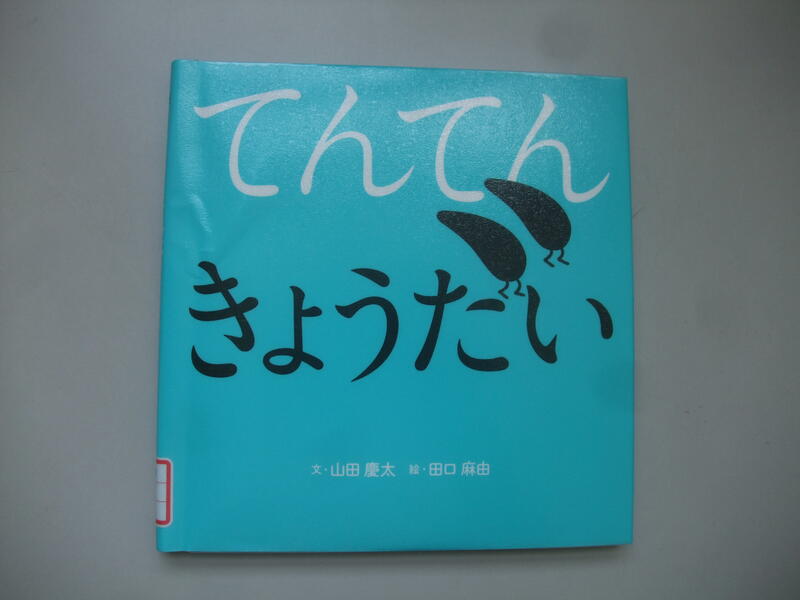 てんてん
きょうだい
文・山田 慶太 絵・田口 麻由